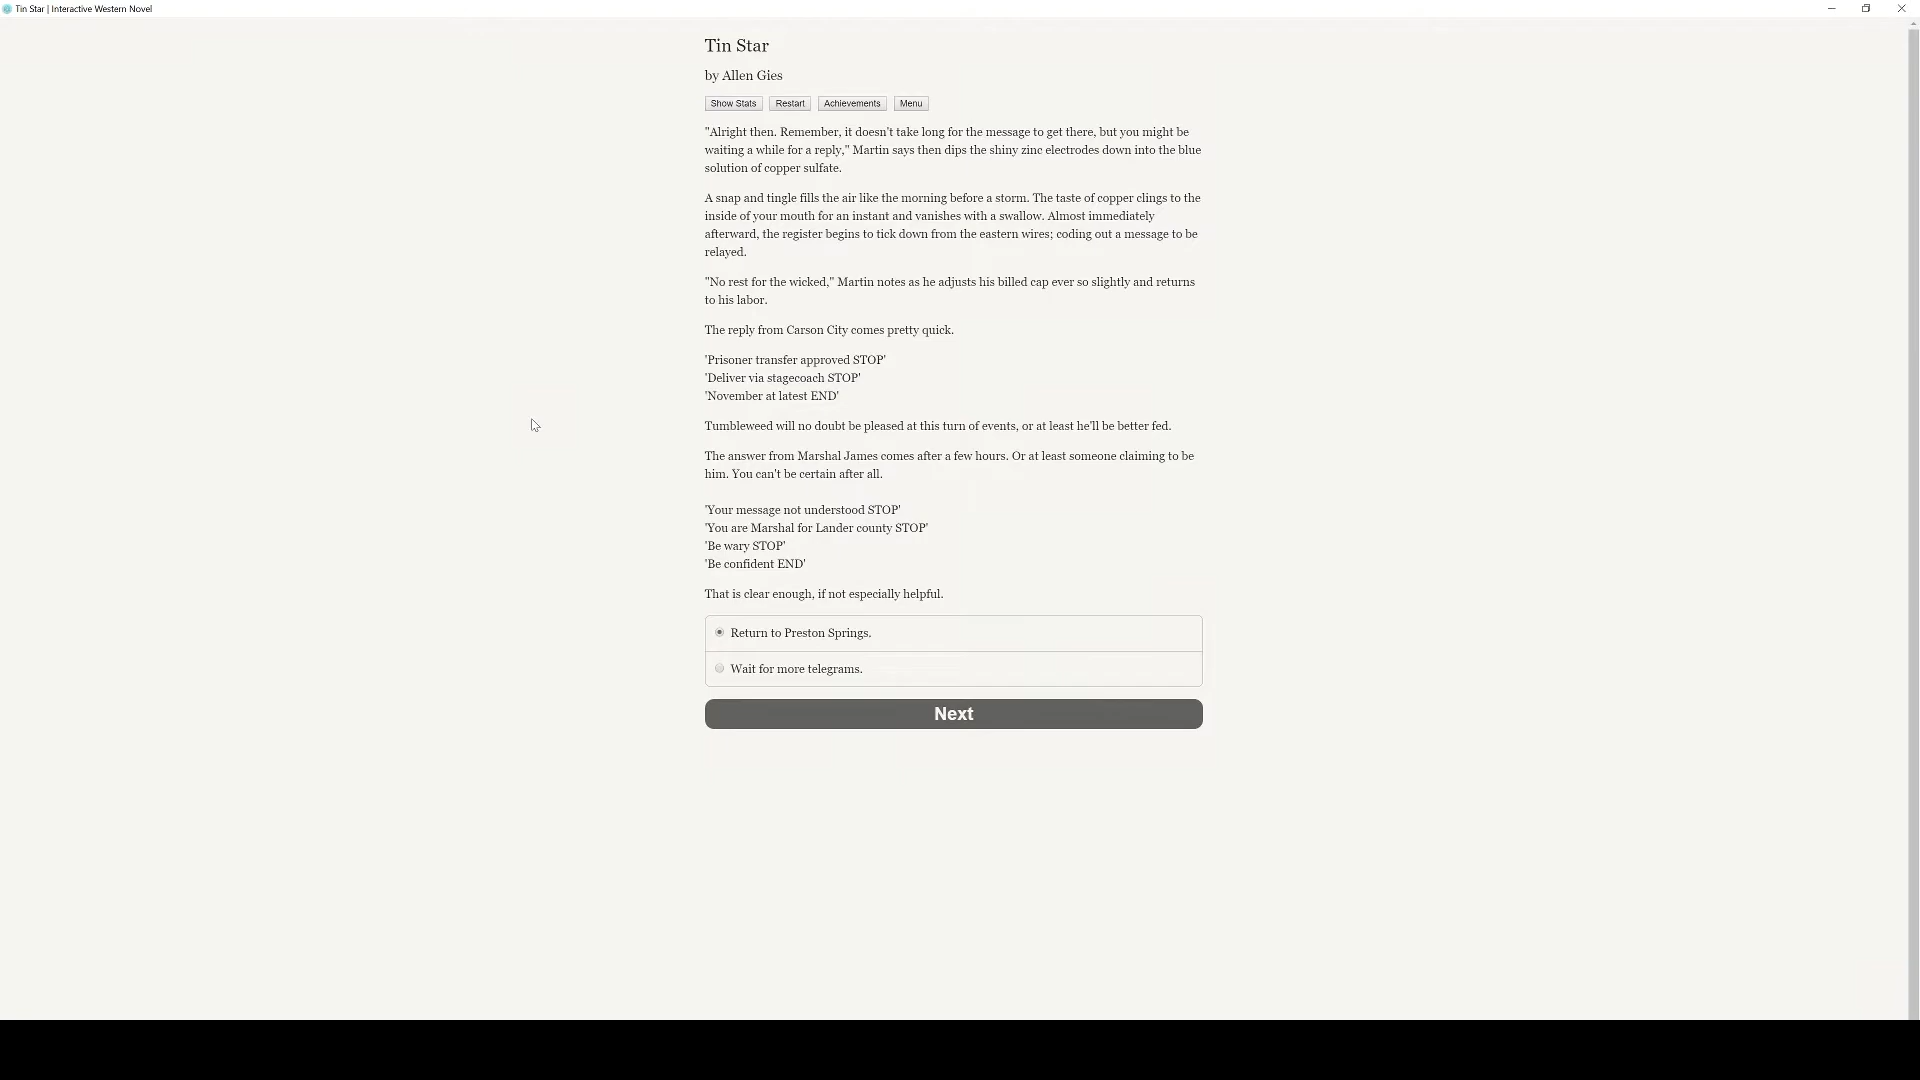 Tin Star | Interactive Western Novel
Tin Star
by Allen Gies
Show Stats Restart Achievements Menu
"Alright then. Remember, it doesn't take long for the message to get there, but you might be
waiting a while for a reply," Martin says then dips the shiny zinc electrodes down into the blue
solution of copper sulfate.
A snap and tingle fills the air like the morning before a storm. The taste of copper clings to the
inside of your mouth for an instant and vanishes with a swallow. Almost immediately
afterward, the register begins to tick down from the eastern wires; coding out a message to be
relayed.
"No rest for the wicked," Martin notes as he adjusts his billed cap ever so slightly and returns
to his labor.
The reply from Carson City comes pretty quick.
'Prisoner transfer approved STOP'
'Deliver via stagecoach STOP'
'November at latest END'
Tumbleweed will no doubt be pleased at this turn of events, or at least he'll be better fed.
The answer from Marshal James comes after a few hours. Or at least someone claiming to be
him. You can't be certain after all.
'Your message not understood STOP'
'You are Marshal for Lander county STOP'
'Be wary STOP'
'Be confident END'
That is clear enough, if not especially helpful.
Return to Preston Springs.
Wait for more telegrams.
Next